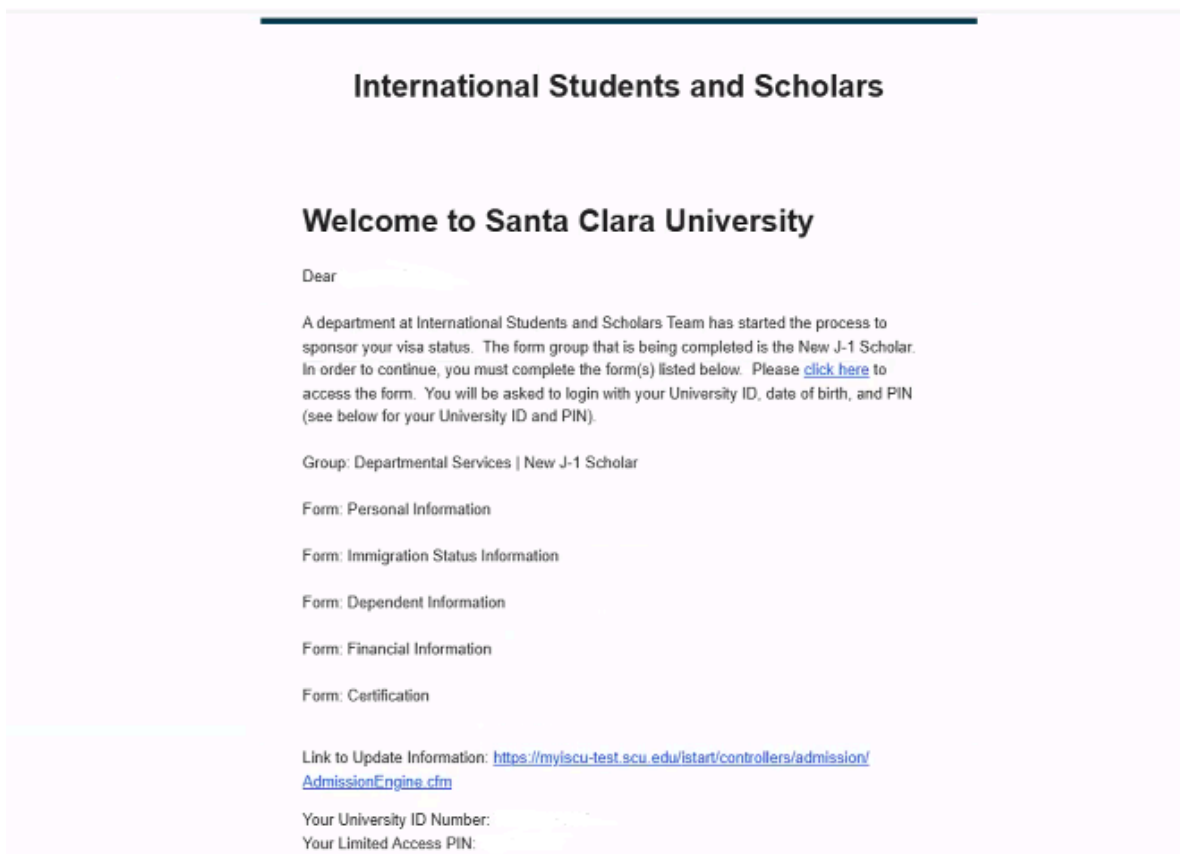 International Students and Scholars
Welcome to Santa Clara University
Dear
A department at International Students and Scholars Team has started the process to
sponsor your visa status.  The form group that is being completed is the New J-1 Scholar.
In order to continue, you must complete the form(s) listed below.  Please click here to
access the form.  You will be asked to login with your University ID, date of birth, and PIN
(see below for your University ID and PIN).
Group: Departmental Services | New J-1 Scholar
Form: Personal Information
Form: Immigration Status Information
Form: Dependent Information
Form: Financial Information
Form: Certification
Link to Update Information: https://myiscu-test.scu.edu/istart/controllers/admission/
AdmissionEngine.cfm
Your University ID Number:
Your Limited Access PIN: